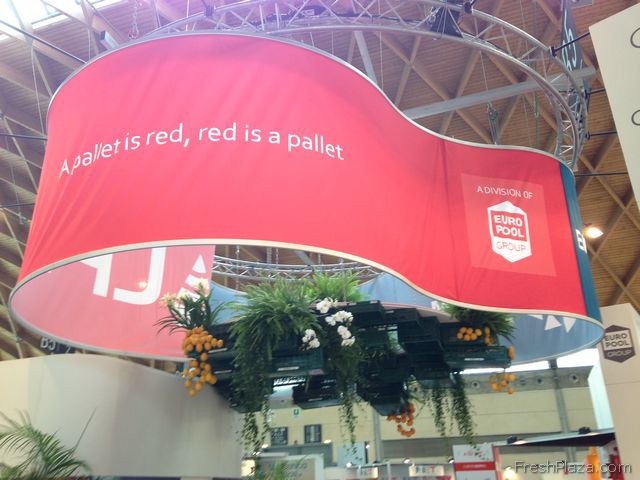 A pallet is red, red is a pallet
A DIVISION OF
EURO
POOL
GROUP
EURO
POOL
GROUP
FreshPlaza.com